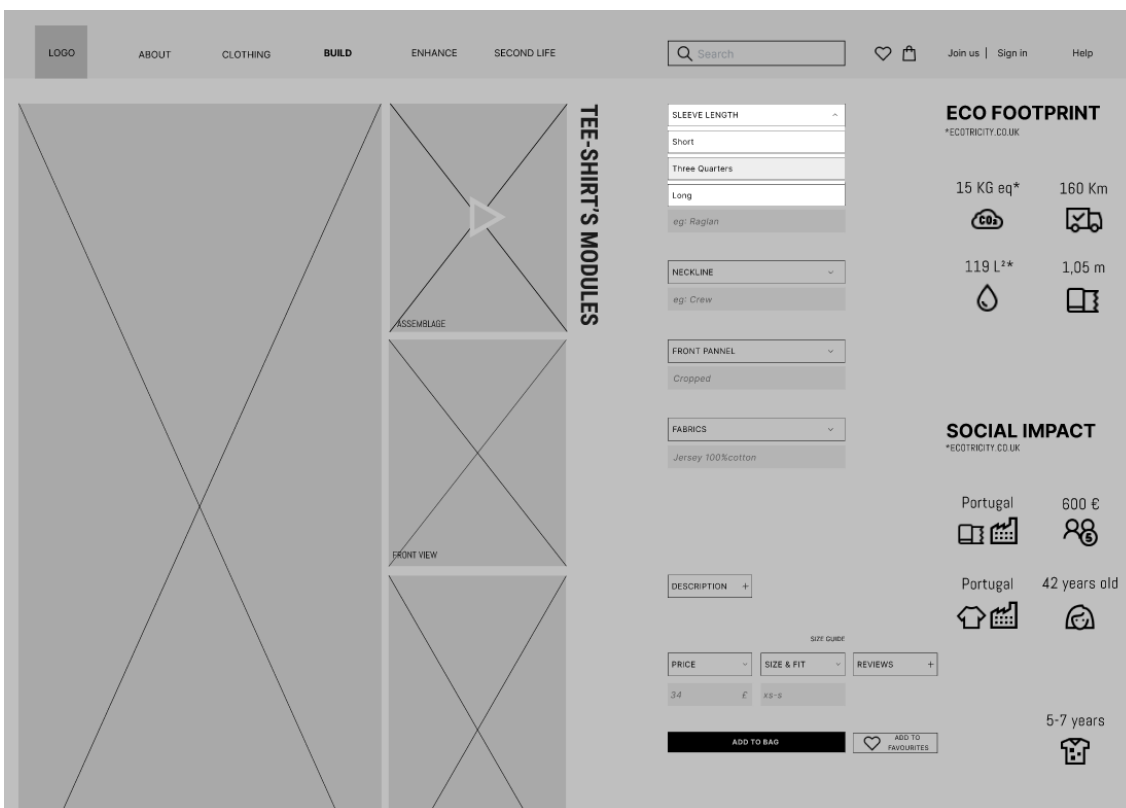 LOGO
ABOUT
CLOTHING
BUILD
ENHANCE
SECOND LIFE
Search
Join us | Sign in
Help
ASSEMBLAGE
FRONT VIEW
TEE-SHIRT'S MODULES
SLEEVE LENGTH
Short
Three Quarters
Long
eg: Raglan
NECKLINE
eg: Crew
FRONT PANNEL
Cropped
FABRICS
Jersey 100%cotton
DESCRIPTION +
SIZE GUIDE
PRICE
SIZE & FIT
REVIEWS +
34 €
xs-s
ADD TO BAG
ADD TO
FAVOURITES
ECO FOOTPRINT
*ECOTRICITY.CO.UK
15 KG eq*
160 Km
CO₂
119 L²*
1,05 m
SOCIAL IMPACT
*ECOTRICITY.CO.UK
Portugal
600 €
Portugal
42 years old
5-7 years